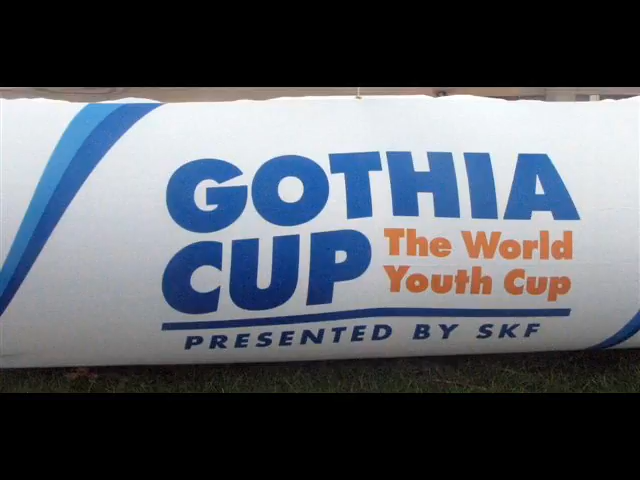 GOTHIA
CUP
The World
Youth Cup
PRESENTED BY SKF